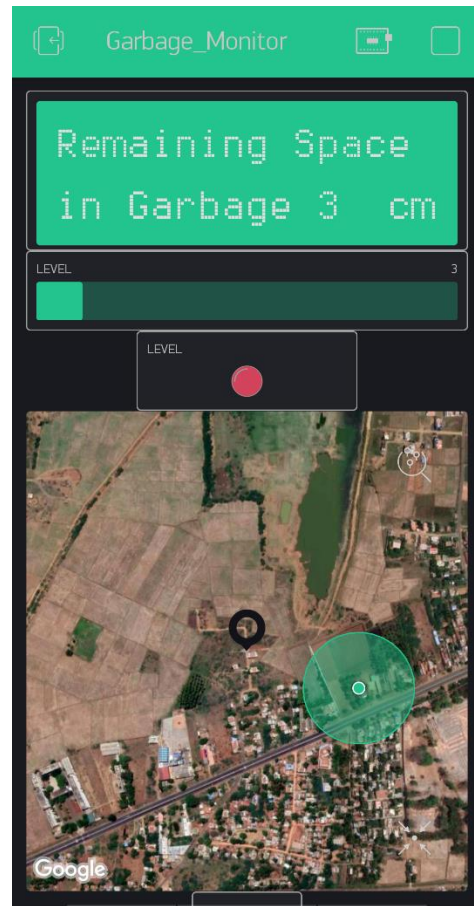 Garbage_Monitor
Remaining Space
in Garbage 3 cm
LEVEL 3
LEVEL
Google